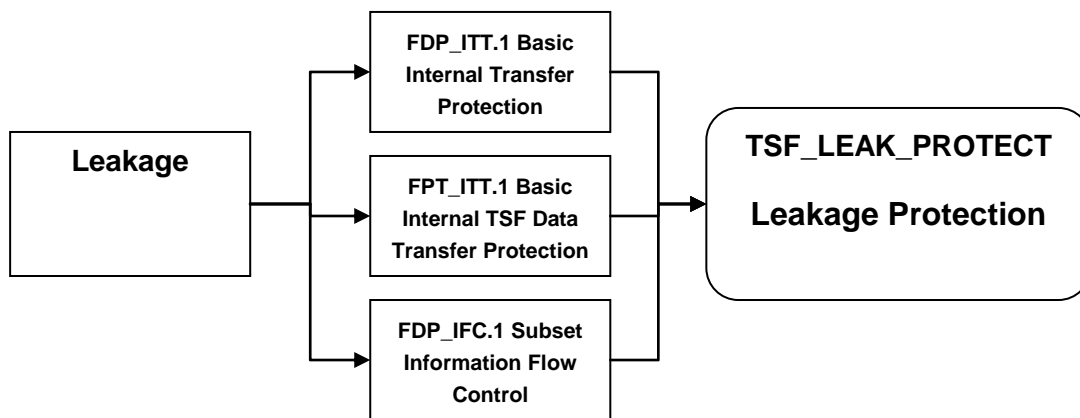 Leakage
FDP_ITT.1 Basic
Internal Transfer
Protection
FPT_ITT.1 Basic
Internal TSF Data
Transfer Protection
FDP_IFC.1 Subset
Information Flow
Control
TSF_LEAK_PROTECT
Leakage Protection